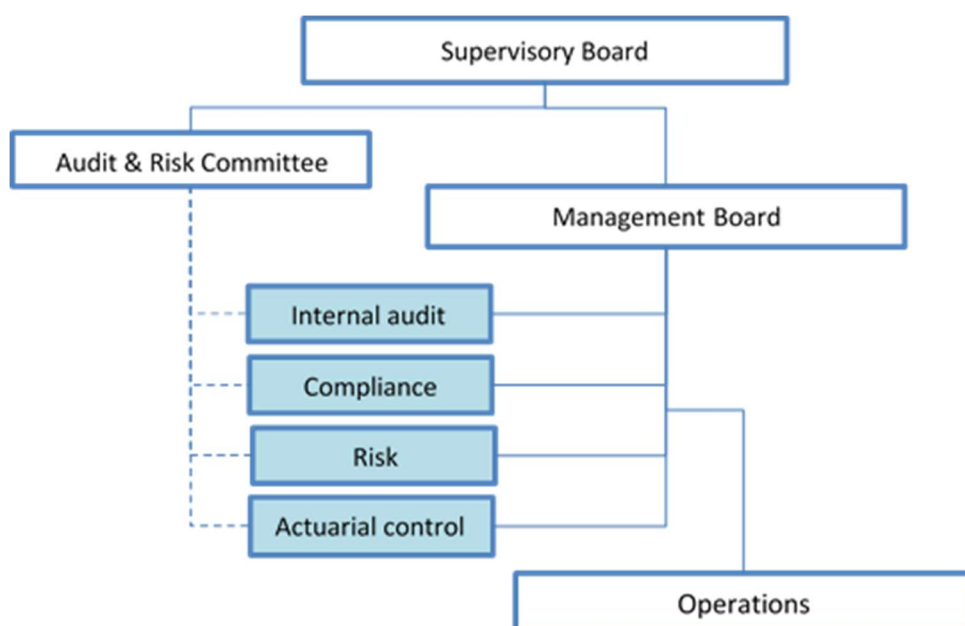 Supervisory Board
Audit & Risk Committee
Management Board
Internal audit
Compliance
Risk
Actuarial control
Operations